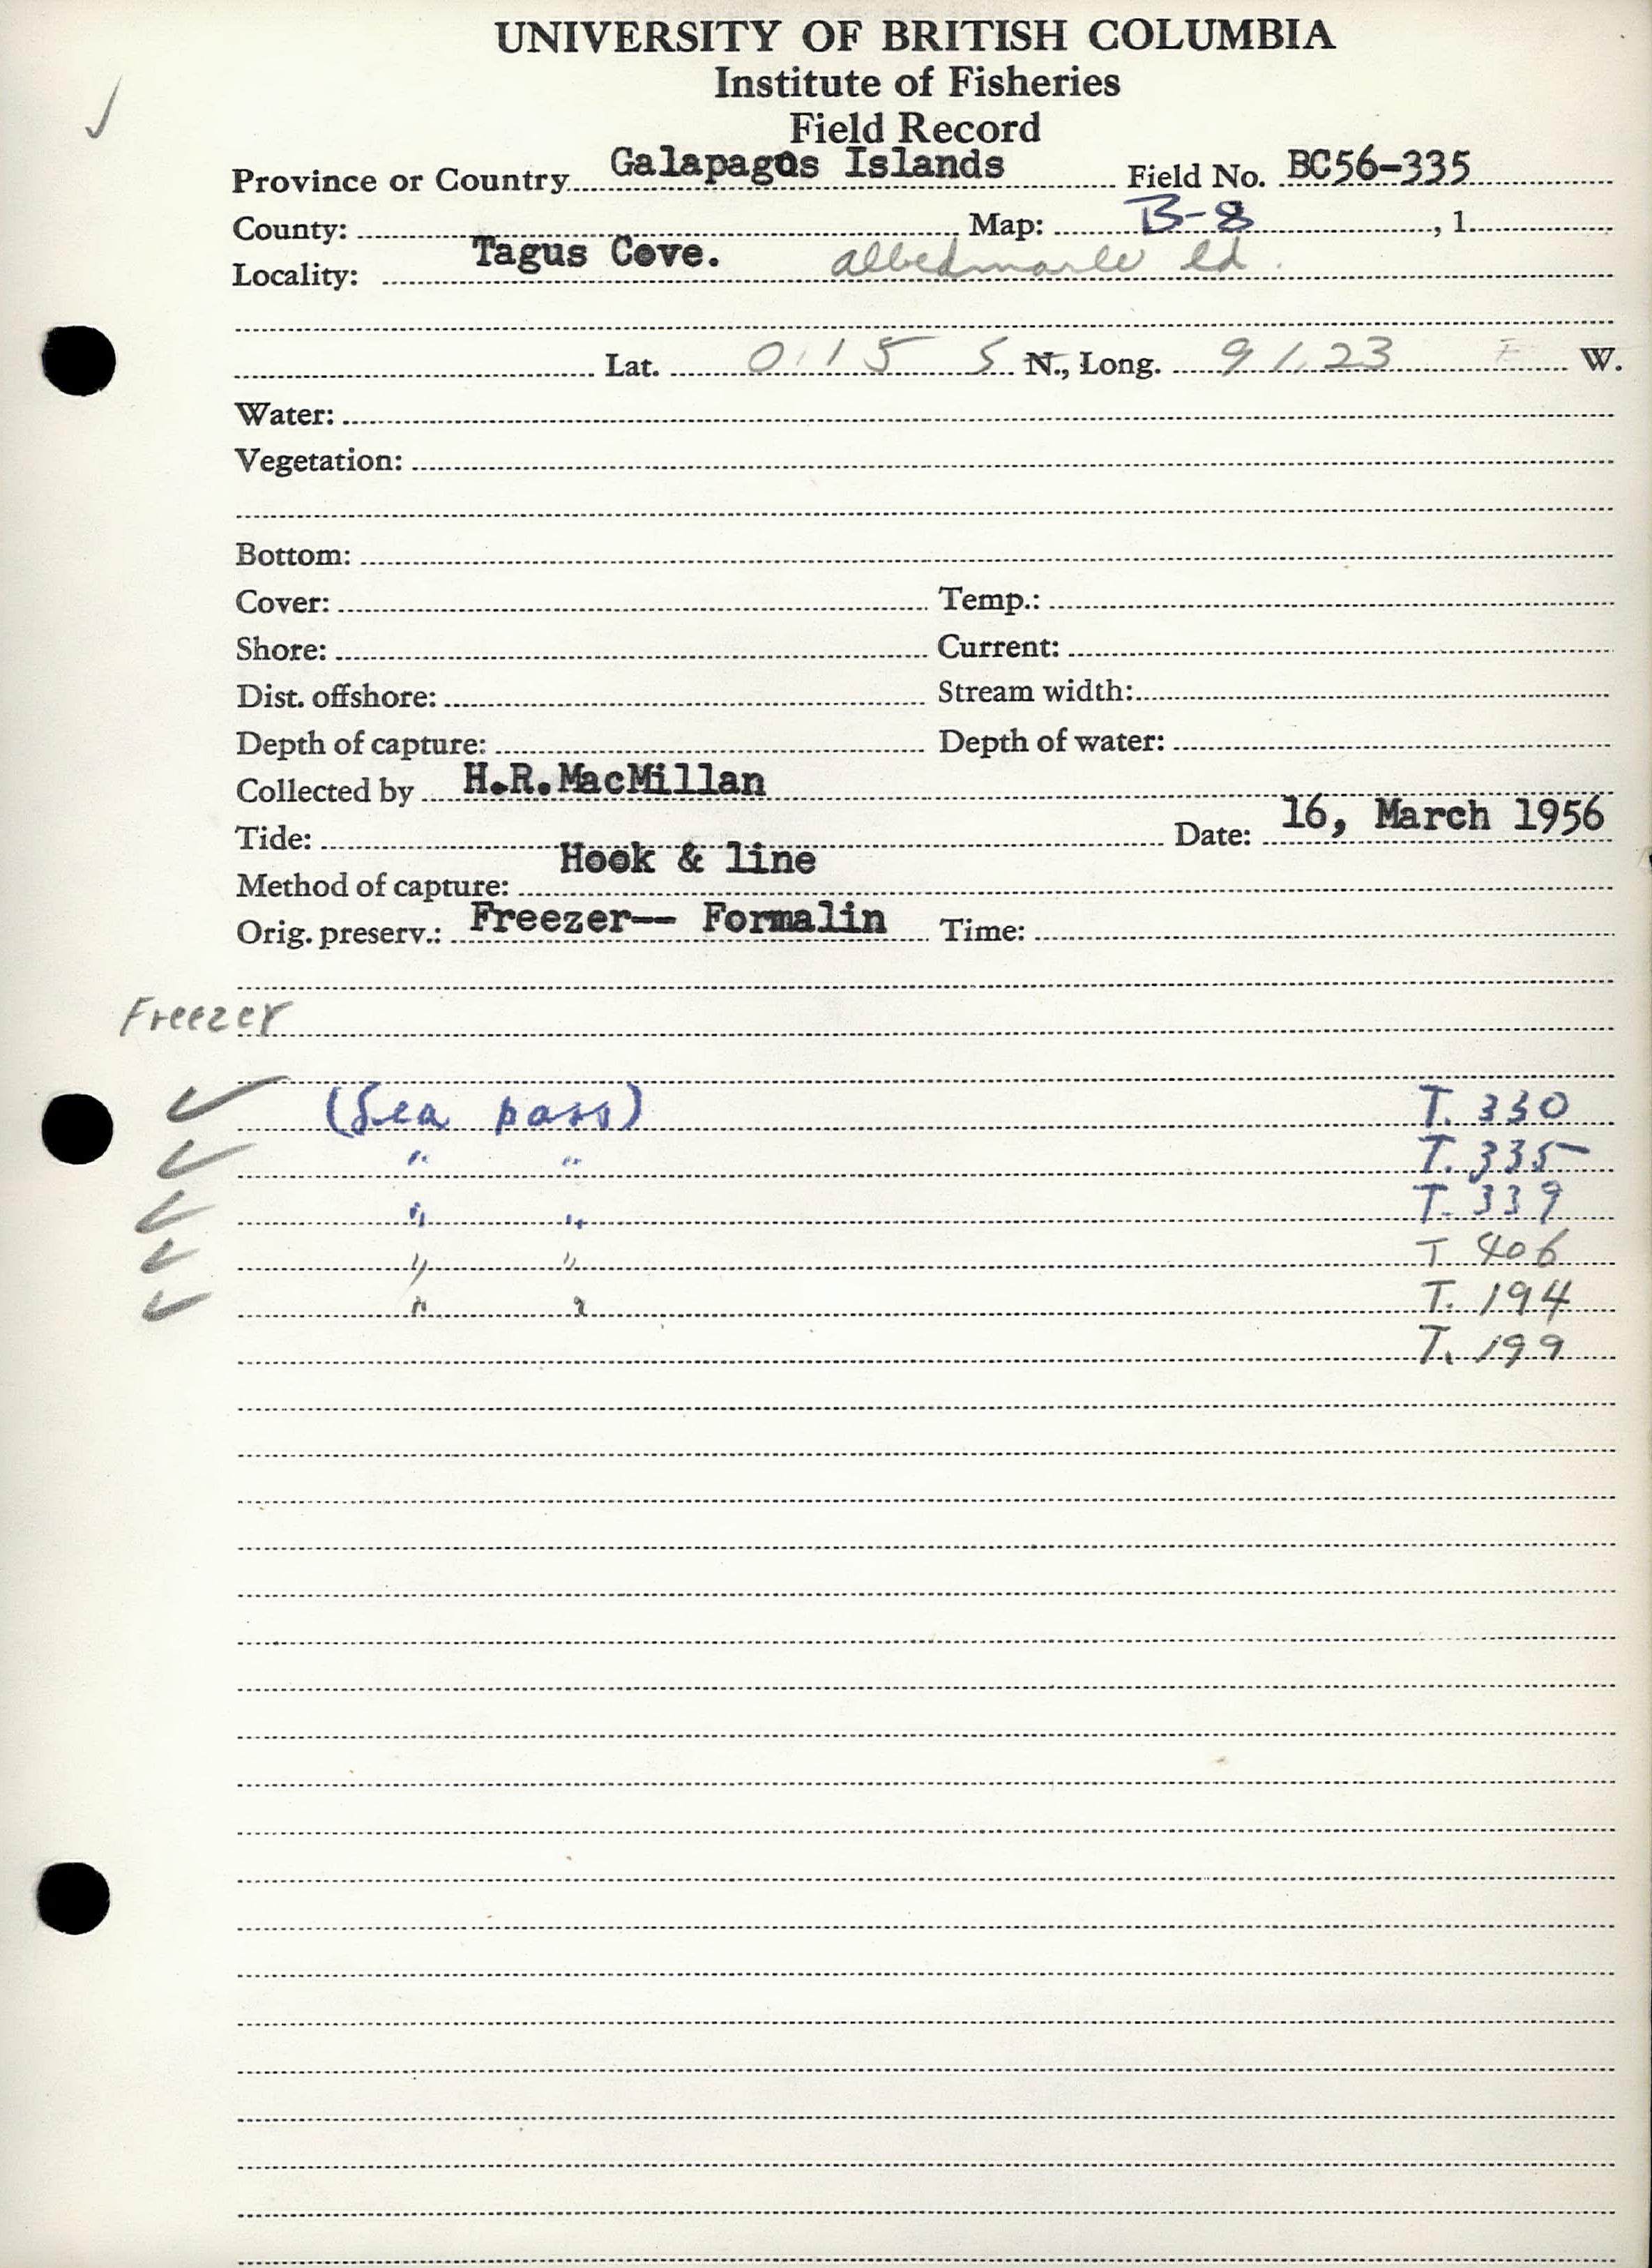 UNIVERSITY OF BRITISH COLUMBIA
Institute of Fisheries
Field Record
Province or Country Galapagos Islands Field No. BC56-335
County: Map: B-8, 1
Locality: Tagus Cove. albedmarle Id.
Lat. 0.15 S N., Long. 91.23 E W.
Water:
Vegetation:
Bottom:
Cover: Temp.:
Shore: Current:
Dist. offshore: Stream width:
Depth of capture: Depth of water:
Collected by H.R.MacMillan
Tide: Date: 16, March 1956
Method of capture: Hook & line
Orig. preserv.: Freezer-- Formalin Time:
Freezer
✓ (Sea pass) T. 330
✓ " " T. 335
✓ " " T. 339
✓ " " T 406
✓ " " T. 194
T. 199